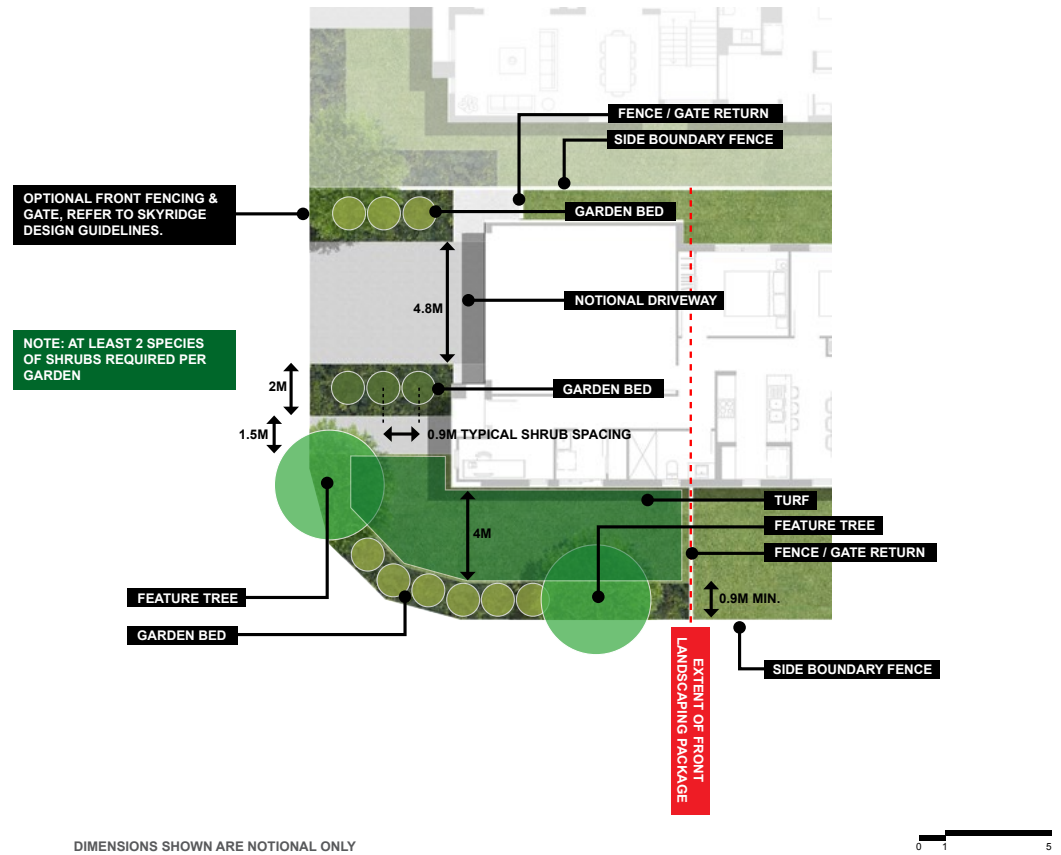 FENCE / GATE RETURN
SIDE BOUNDARY FENCE
OPTIONAL FRONT FENCING &
GATE, REFER TO SKYRIDGE
DESIGN GUIDELINES.
GARDEN BED
4.8M
NOTIONAL DRIVEWAY
NOTE: AT LEAST 2 SPECIES
OF SHRUBS REQUIRED PER
GARDEN
2M
GARDEN BED
1.5M
0.9M TYPICAL SHRUB SPACING
TURF
FEATURE TREE
4M
FENCE / GATE RETURN
FEATURE TREE
0.9M MIN.
GARDEN BED
SIDE BOUNDARY FENCE
EXTENT OF FRONT
LANDSCAPING PACKAGE
DIMENSIONS SHOWN ARE NOTIONAL ONLY
0 1 5